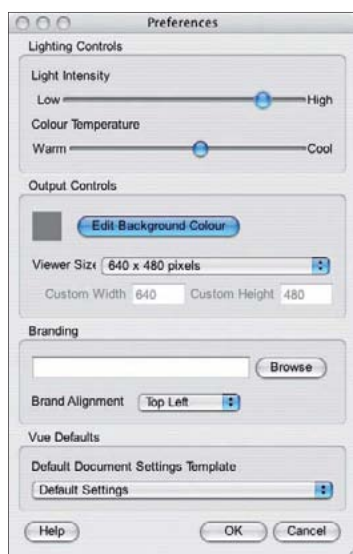 Preferences
Lighting Controls
Light Intensity
Low High
Colour Temperature
Warm Cool
Output Controls
Edit Background Colour
Viewer Size 640 x 480 pixels
Custom Width 640 Custom Height 480
Branding
Browse
Brand Alignment Top Left
Vue Defaults
Default Document Settings Template
Default Settings
Help OK Cancel